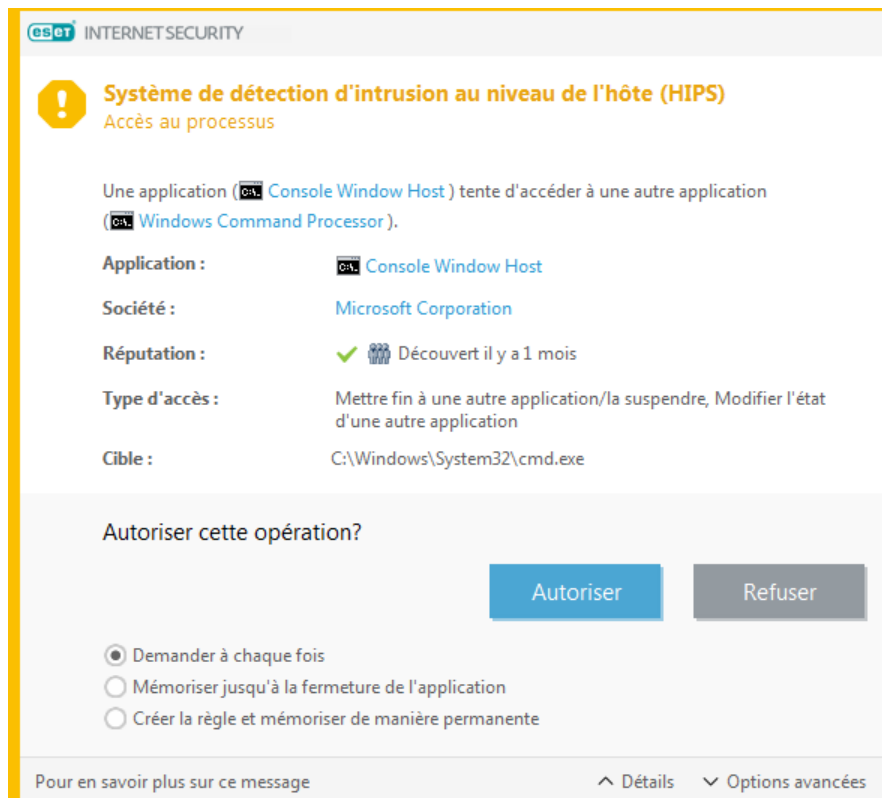 eset INTERNET SECURITY
Système de détection d'intrusion au niveau de l'hôte (HIPS)
Accès au processus
Une application ( C:\. Console Window Host ) tente d'accéder à une autre application
( C:\. Windows Command Processor ).
Application : C:\. Console Window Host
Société : Microsoft Corporation
Réputation : Découvert il y a 1 mois
Type d'accès : Mettre fin à une autre application/la suspendre, Modifier l'état
d'une autre application
Cible : C:\Windows\System32\cmd.exe
Autoriser cette opération?
Autoriser Refuser
Demander à chaque fois
Mémoriser jusqu'à la fermeture de l'application
Créer la règle et mémoriser de manière permanente
Pour en savoir plus sur ce message Détails Options avancées